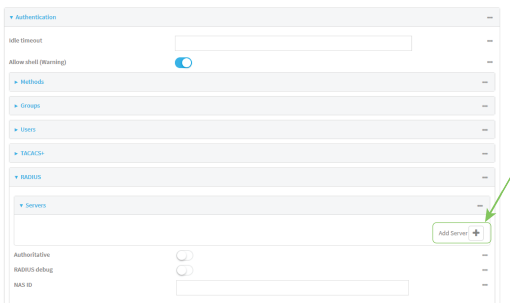 Authentication
Idle timeout
Allow shell (Warning)
Methods
Groups
Users
TACACS+
RADIUS
Servers
Add Server
Authoritative
RADIUS debug
NAS ID